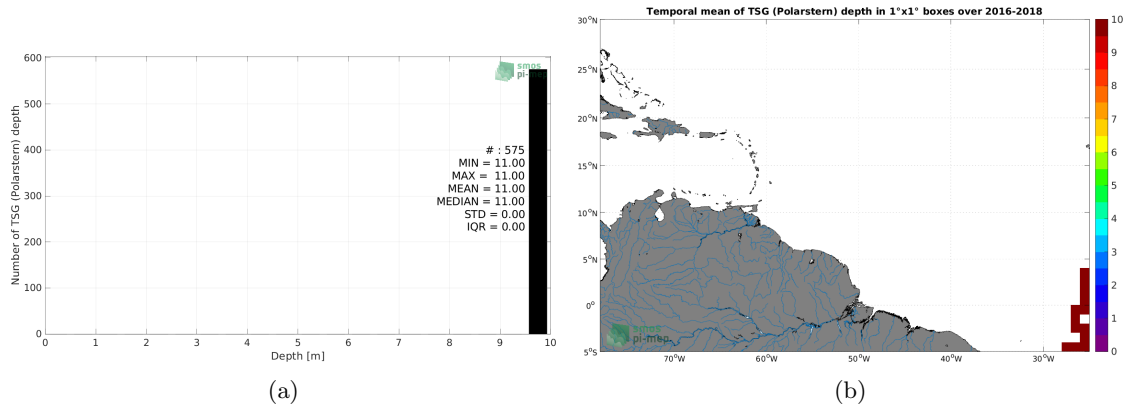 600
500
400
300
200
100
0
Number of TSG (Polarstern) depth
smos
pi-mep
# : 575
MIN = 11.00
MAX = 11.00
MEAN = 11.00
MEDIAN = 11.00
STD = 0.00
IQR = 0.00
0 1 2 3 4 5 6 7 8 9 10
Depth [m]
(a)
Temporal mean of TSG (Polarstern) depth in 1°x1° boxes over 2016-2018
30°N
25°N
20°N
15°N
10°N
5°N
0°
5°S
70°W 60°W 50°W 40°W 30°W
smos
pi-mep
10
9
8
7
6
5
4
3
2
1
0
(b)